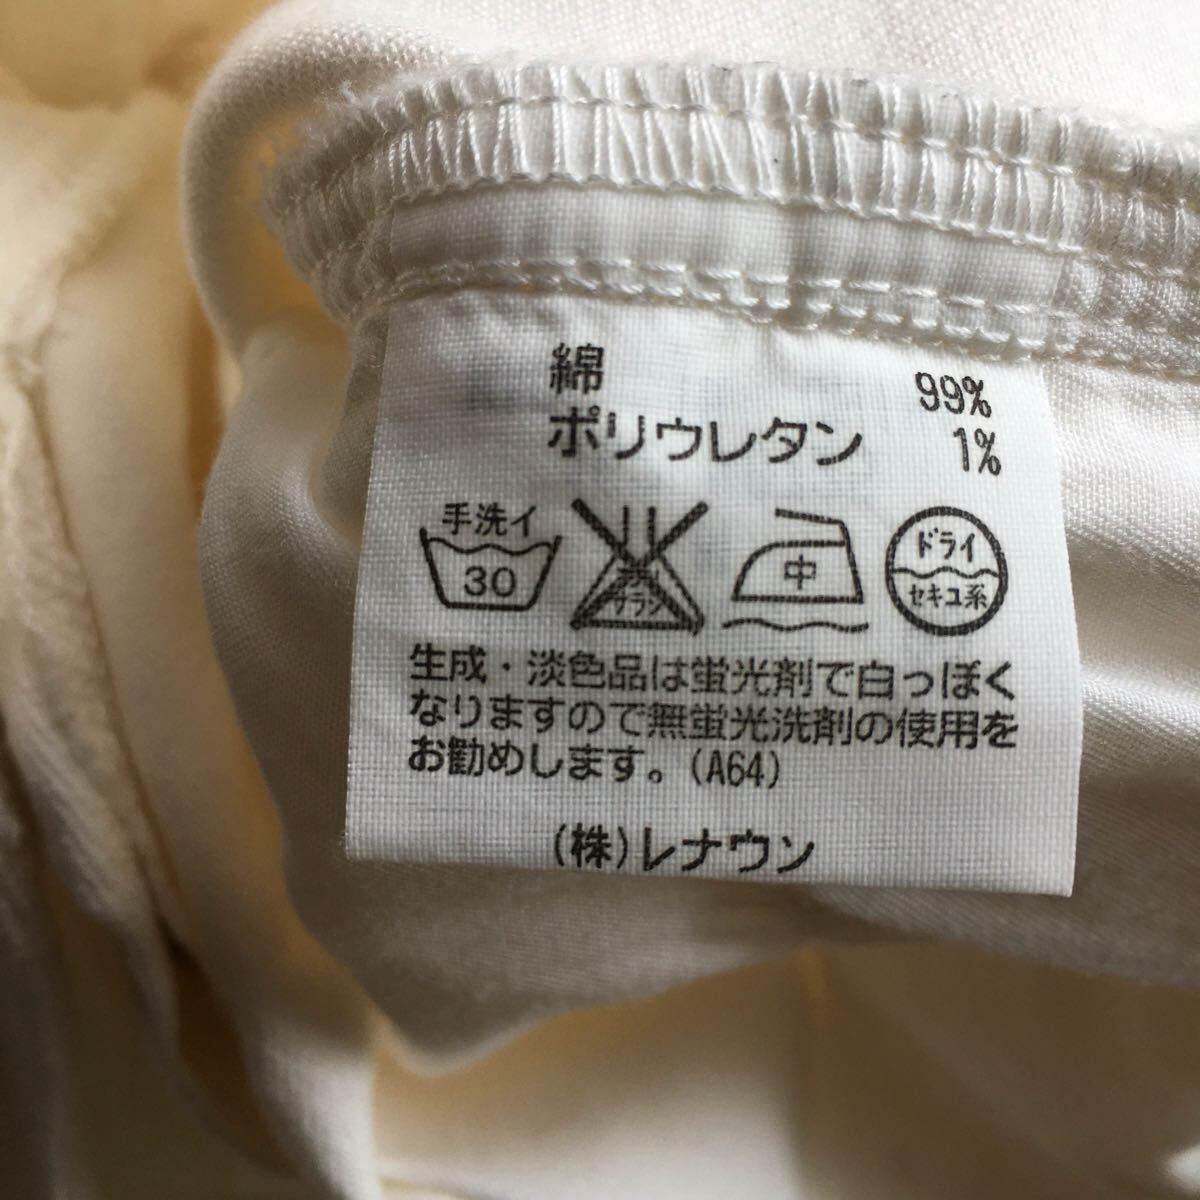 綿 99%
ポリウレタン 1%
手洗イ 30
サラシ
中
ドライ
セキユ系
生成・淡色品は蛍光剤で白っぽく
なりますので無蛍光洗剤の使用を
お勧めします。(A64)
(株)レナウン